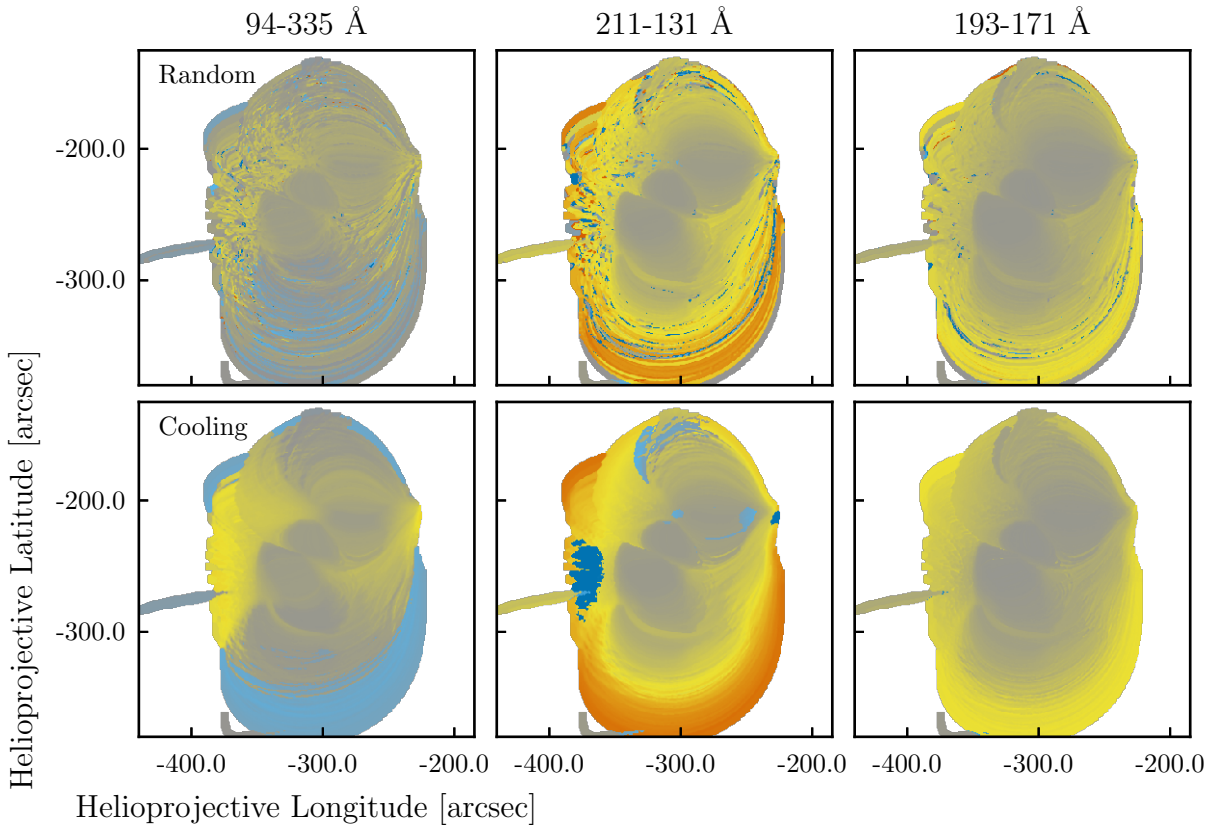 94-335 Å
211-131 Å
193-171 Å
Random
-200.0
-300.0
Cooling
-200.0
-300.0
Helioprojective Latitude [arcsec]
-400.0 -300.0 -200.0
-400.0 -300.0 -200.0
-400.0 -300.0 -200.0
Helioprojective Longitude [arcsec]